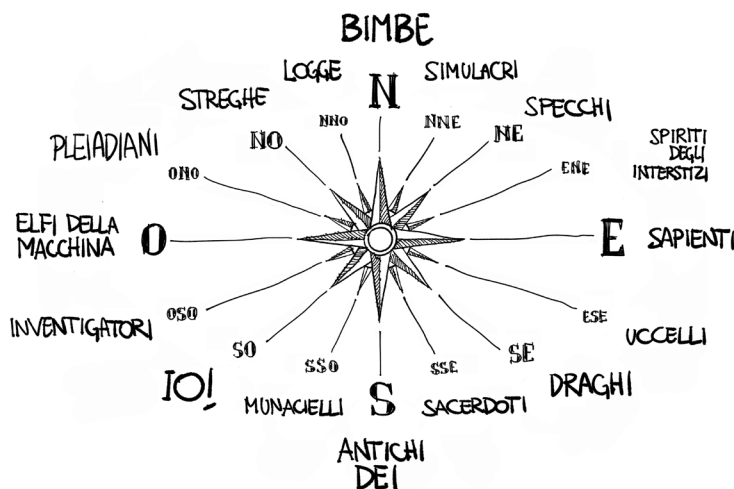 BIMBE
LOGGE
N
SIMULACRI
STREGHE
NNO
NNE
SPECCHI
NO
NE
PLEIADIANI
SPIRITI
DEGLI
INTERSTIZI
ONO
ENE
ELFI DELLA
MACCHINA
O
E
SAPIENTI
INVENTIGATORI
OSO
ESE
UCCELLI
SO
SSO
SSE
SE
IO!
DRAGHI
MUNACIELLI
S
SACERDOTI
ANTICHI
DEI